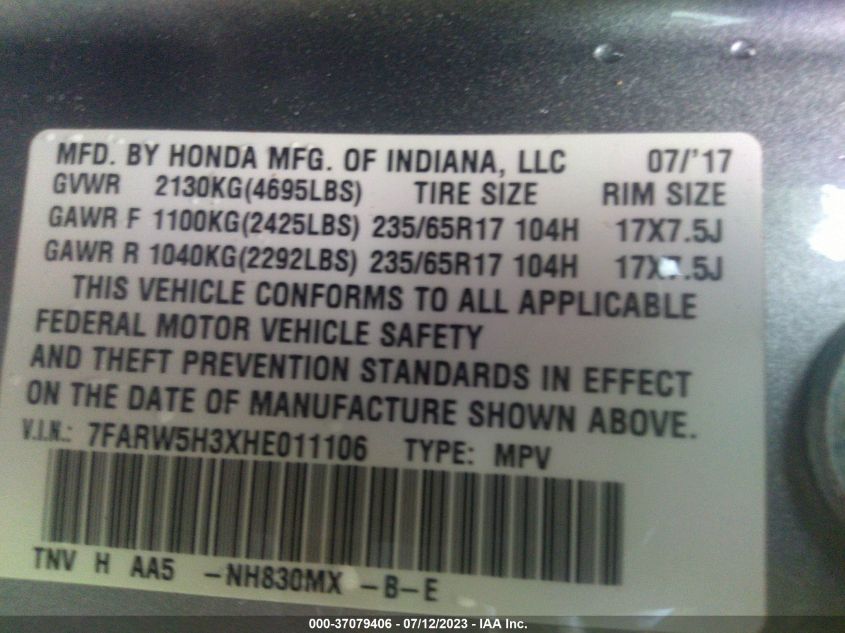 MFD. BY HONDA MFG. OF INDIANA, LLC 07/'17
GVWR 2130KG(4695LBS) TIRE SIZE RIM SIZE
GAWR F 1100KG(2425LBS) 235/65R17 104H 17X7.5J
GAWR R 1040KG(2292LBS) 235/65R17 104H 17X7.5J
THIS VEHICLE CONFORMS TO ALL APPLICABLE
FEDERAL MOTOR VEHICLE SAFETY
AND THEFT PREVENTION STANDARDS IN EFFECT
ON THE DATE OF MANUFACTURE SHOWN ABOVE.
V.I.N.: 7FARW5H3XHE011106 TYPE: MPV
TNV H AA5 -NH830MX -B-E
000-37079406 - 07/12/2023 - IAA Inc.